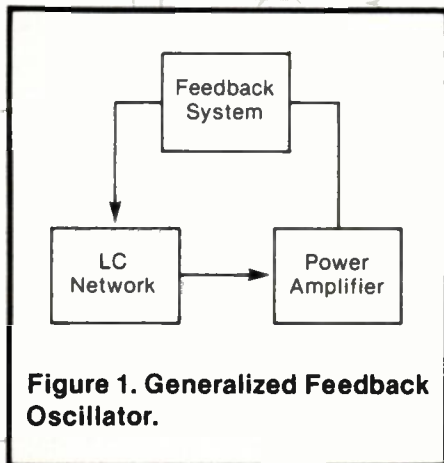 Feedback
System
LC
Network
Power
Amplifier
Figure 1. Generalized Feedback
Oscillator.